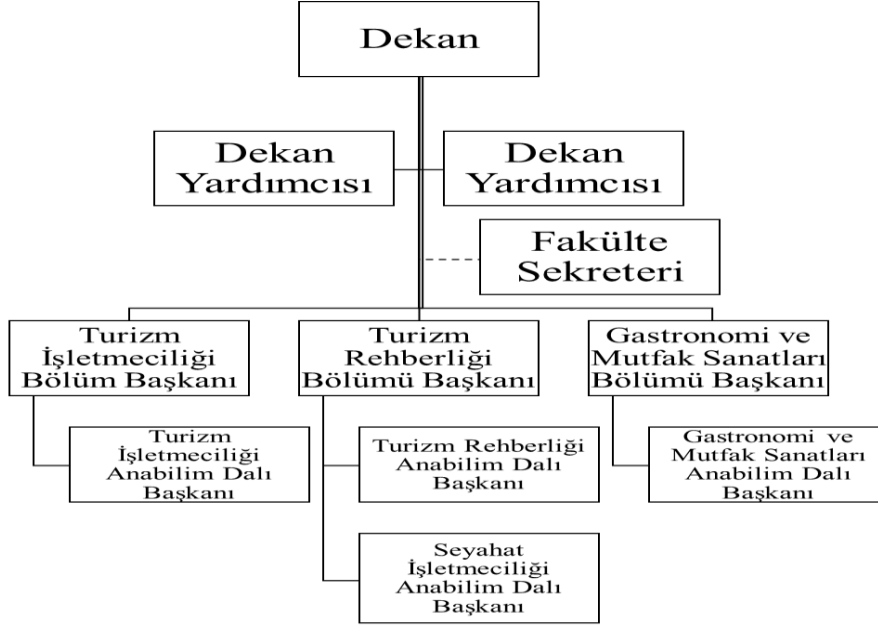 Dekan
Dekan
Yardımcısı
Dekan
Yardımcısı
Fakülte
Sekreteri
Turizm
İşletmeciliği
Bölüm Başkanı
Turizm
Rehberliği
Bölümü Başkanı
Gastronomi ve
Mutfak Sanatları
Bölümü Başkanı
Turizm
İşletmeciliği
Anabilim Dalı
Başkanı
Turizm Rehberliği
Anabilim Dalı
Başkanı
Gastronomi ve
Mutfak Sanatları
Anabilim Dalı
Başkanı
Seyahat
İşletmeciliği
Anabilim Dalı
Başkanı